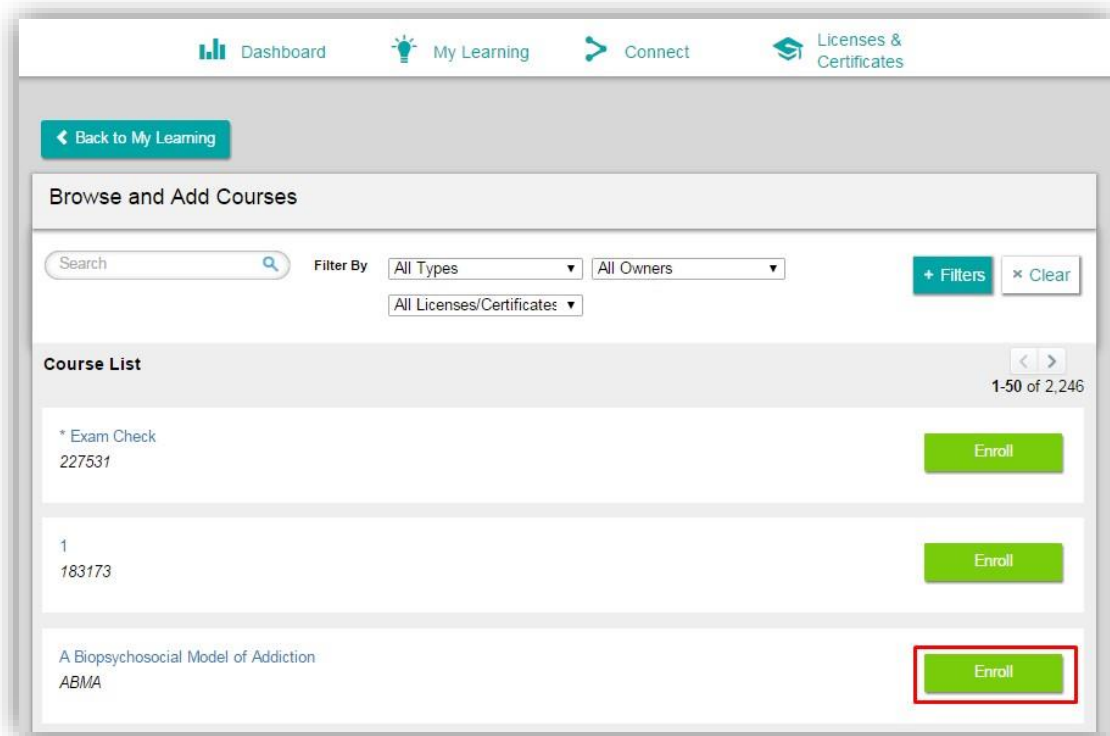 Dashboard
My Learning
Connect
Licenses &
Certificates
Back to My Learning
Browse and Add Courses
Search
Filter By
All Types
All Owners
+ Filters
× Clear
All Licenses/Certificates
Course List
1-50 of 2,246
* Exam Check
227531
Enroll
1
183173
Enroll
A Biopsychosocial Model of Addiction
ABMA
Enroll